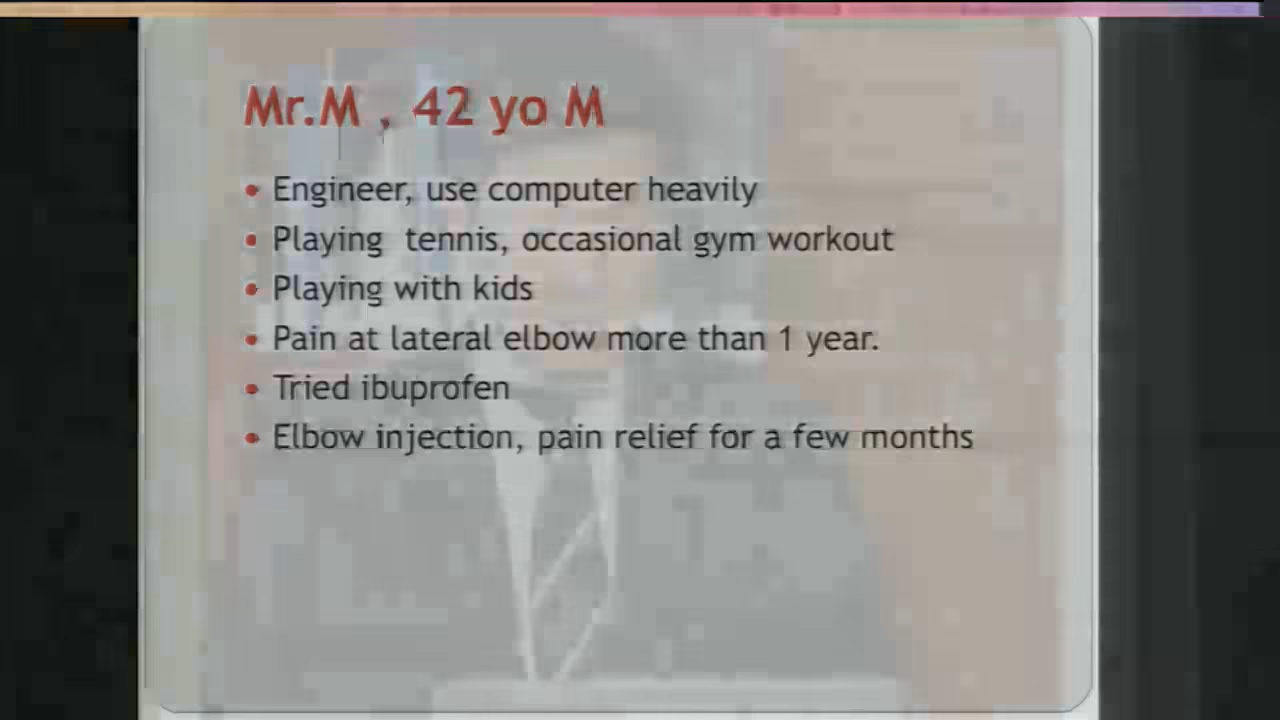 Mr.M , 42 yo M
Engineer, use computer heavily
Playing tennis, occasional gym workout
Playing with kids
Pain at lateral elbow more than 1 year.
Tried ibuprofen
Elbow injection, pain relief for a few months